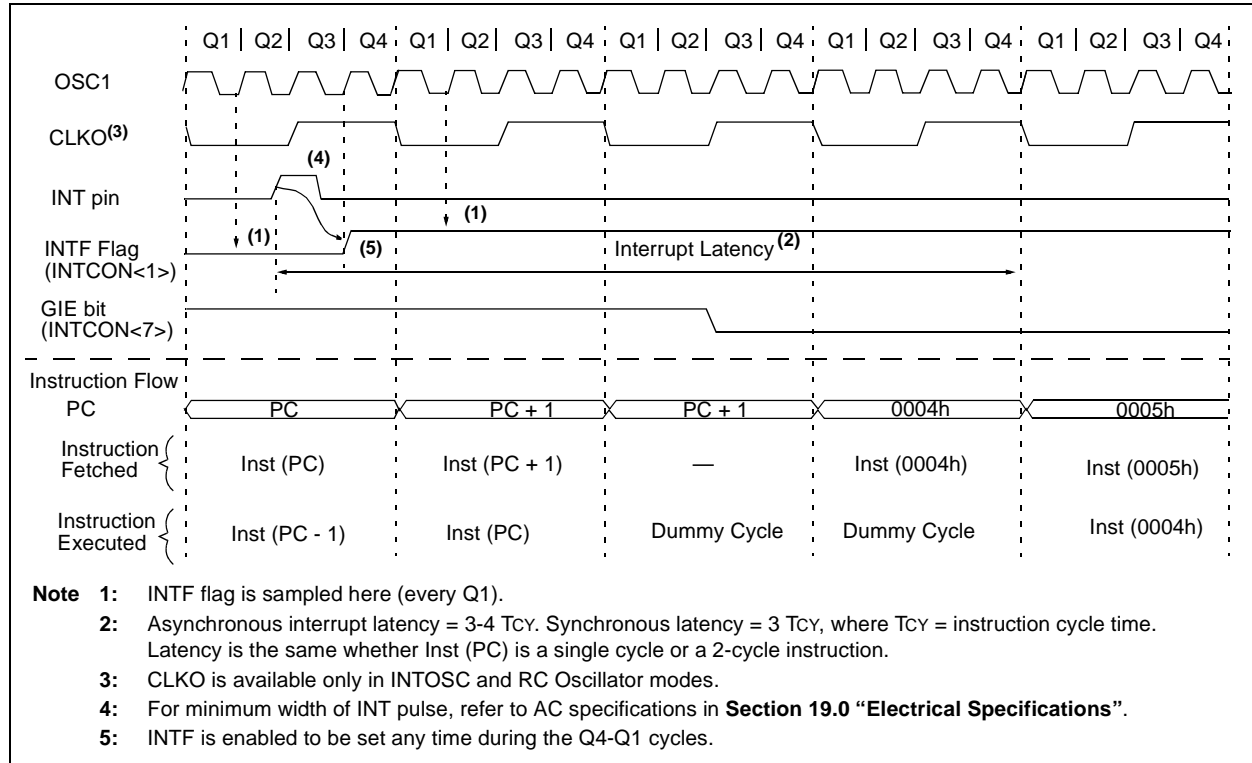 Q1 | Q2 | Q3 | Q4 Q1 | Q2 | Q3 | Q4 Q1 | Q2 | Q3 | Q4 Q1 | Q2 | Q3 | Q4 Q1 | Q2 | Q3 | Q4
OSC1
CLKO(3)
(4)
INT pin
(1)
(1)
(5)
INTF Flag
(INTCON<1>)
Interrupt Latency(2)
GIE bit
(INTCON<7>)
Instruction Flow
PC PC PC + 1 PC + 1 0004h 0005h
Instruction
Fetched
Inst (PC) Inst (PC + 1) — Inst (0004h) Inst (0005h)
Instruction
Executed
Inst (PC - 1) Inst (PC) Dummy Cycle Dummy Cycle Inst (0004h)
Note 1: INTF flag is sampled here (every Q1).
2: Asynchronous interrupt latency = 3-4 TCY. Synchronous latency = 3 TCY, where TCY = instruction cycle time.
Latency is the same whether Inst (PC) is a single cycle or a 2-cycle instruction.
3: CLKO is available only in INTOSC and RC Oscillator modes.
4: For minimum width of INT pulse, refer to AC specifications in Section 19.0 “Electrical Specifications”.
5: INTF is enabled to be set any time during the Q4-Q1 cycles.